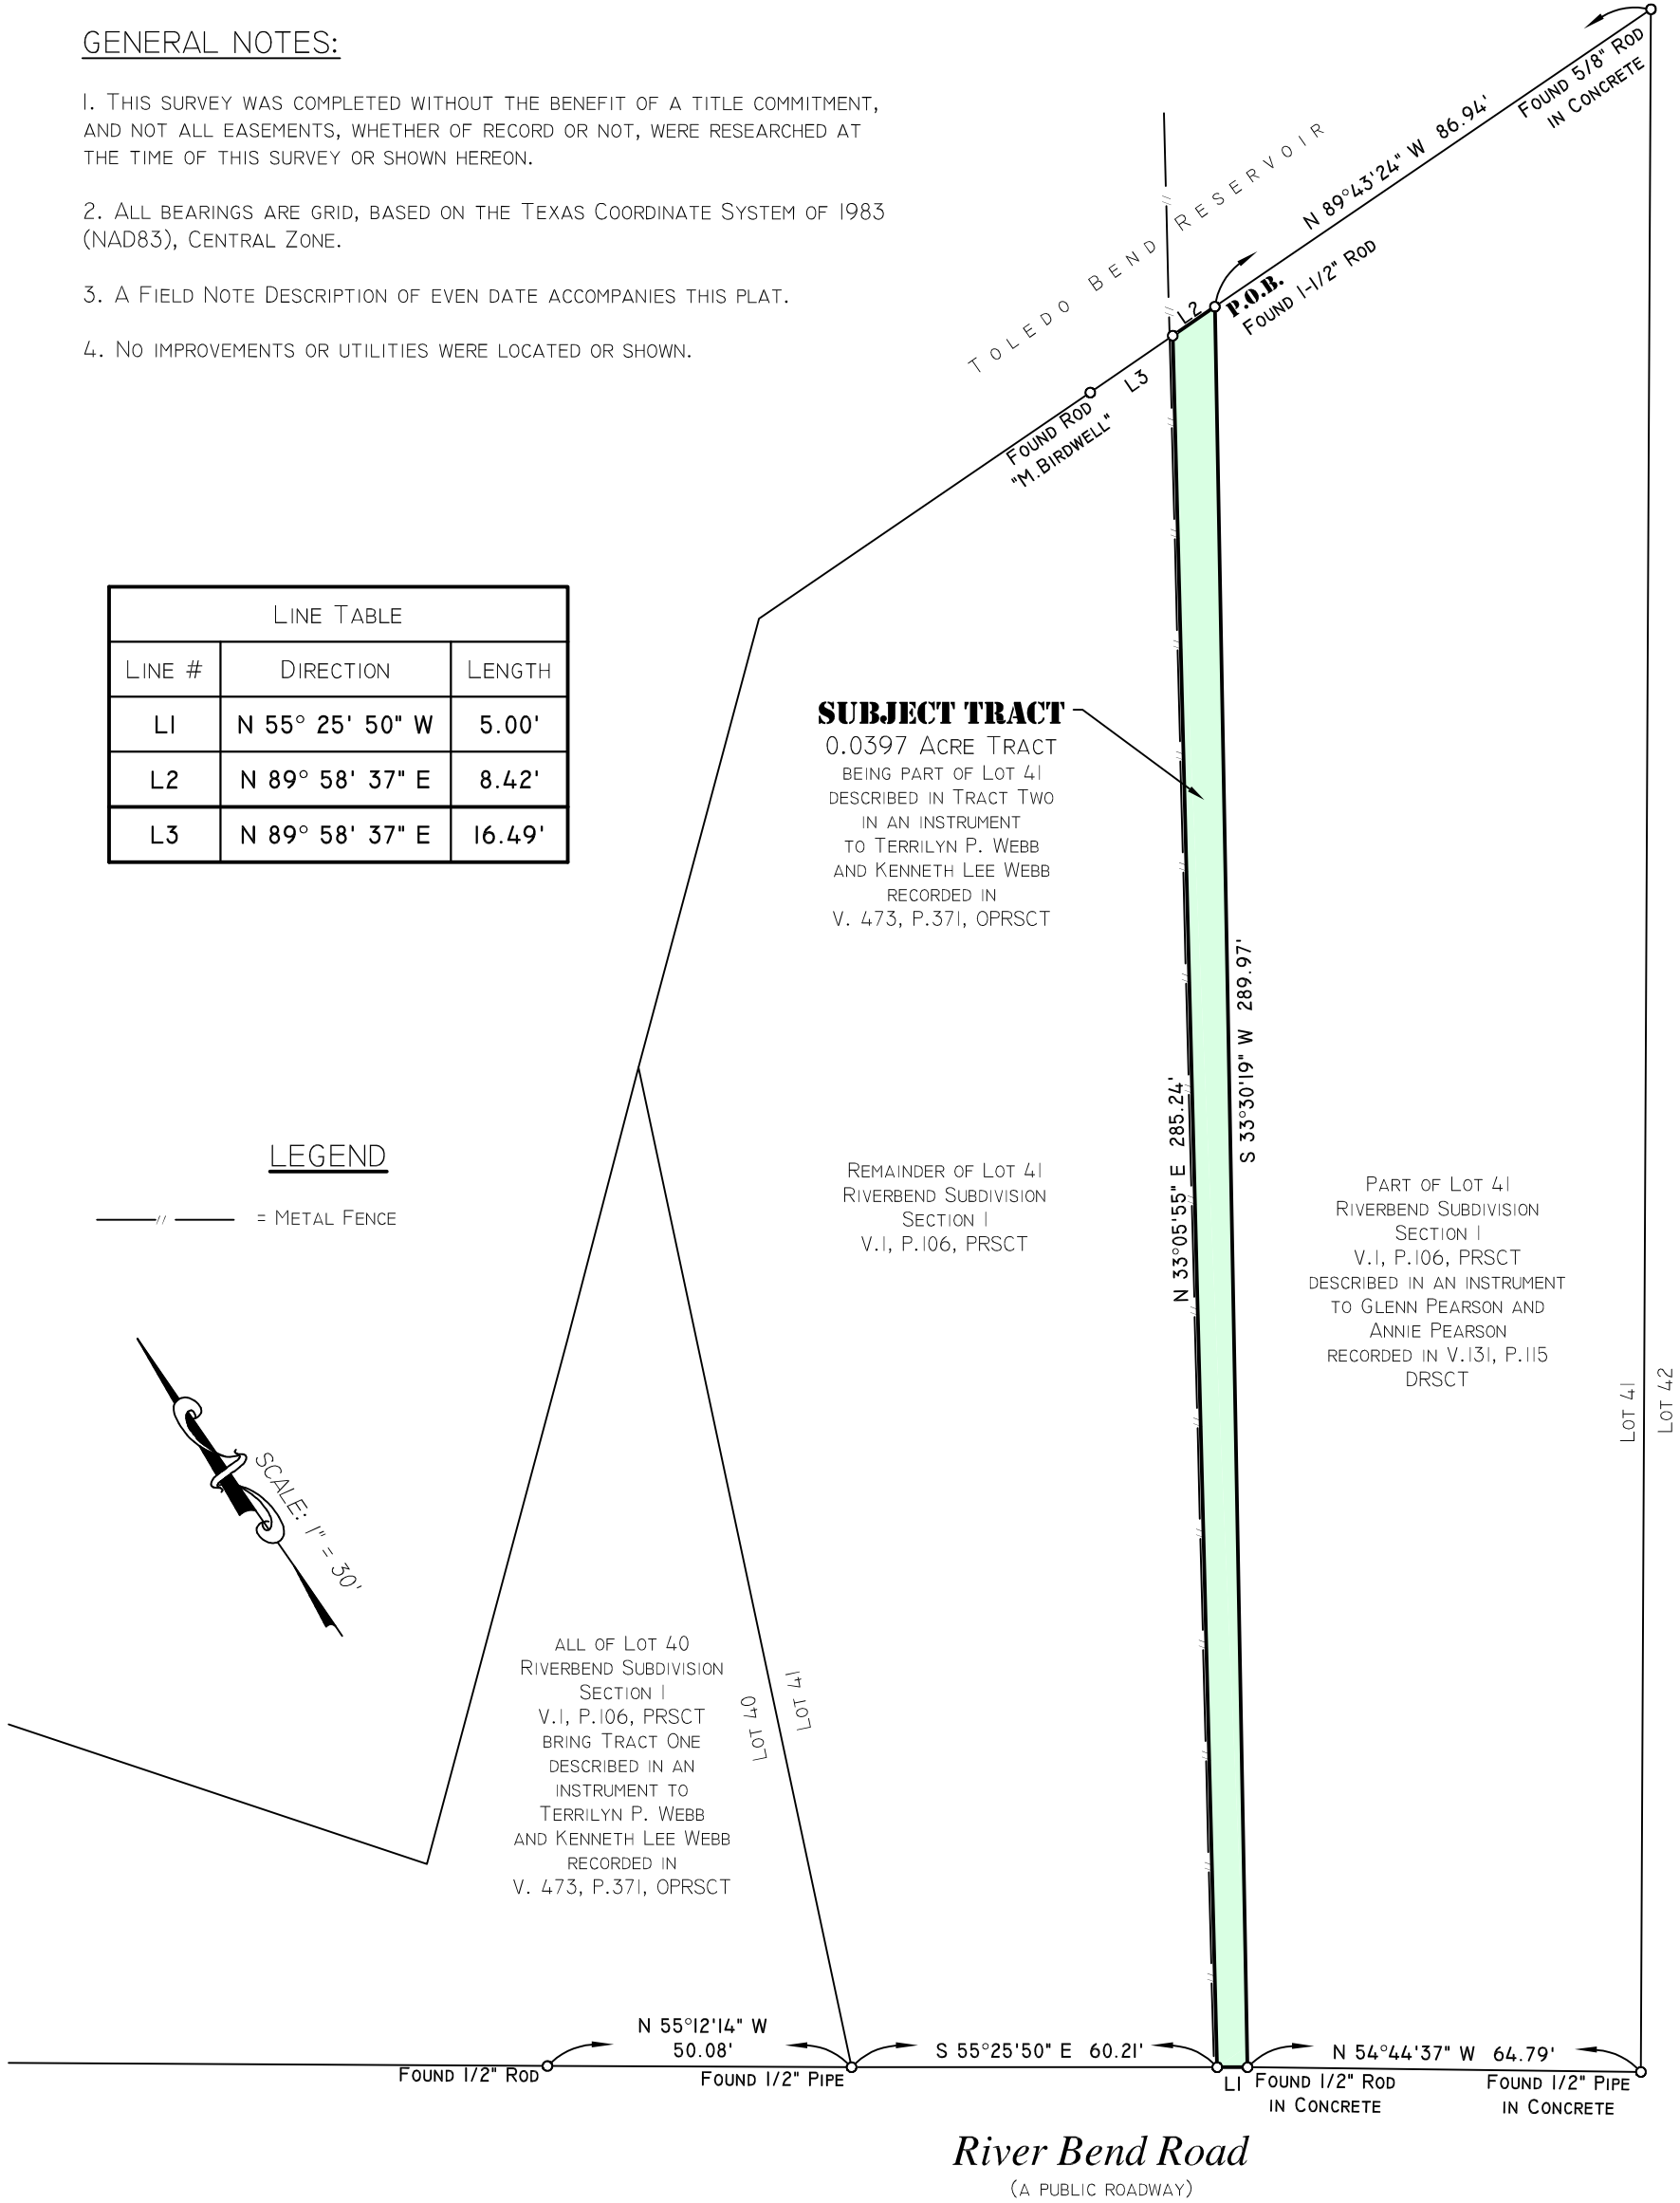 GENERAL NOTES:
1. THIS SURVEY WAS COMPLETED WITHOUT THE BENEFIT OF A TITLE COMMITMENT,
AND NOT ALL EASEMENTS, WHETHER OF RECORD OR NOT, WERE RESEARCHED AT
THE TIME OF THIS SURVEY OR SHOWN HEREON.
2. ALL BEARINGS ARE GRID, BASED ON THE TEXAS COORDINATE SYSTEM OF 1983
(NAD83), CENTRAL ZONE.
3. A FIELD NOTE DESCRIPTION OF EVEN DATE ACCOMPANIES THIS PLAT.
4. NO IMPROVEMENTS OR UTILITIES WERE LOCATED OR SHOWN.
FOUND 5/8" ROD
IN CONCRETE
N 89°43'24" W 86.94'
TOLEDO BEND RESERVOIR
L2
P.O.B.
FOUND 1-1/2" ROD
L3
FOUND ROD
"M.BIRDWELL"
LINE TABLE
LINE # DIRECTION LENGTH
L1 N 55° 25' 50" W 5.00'
L2 N 89° 58' 37" E 8.42'
L3 N 89° 58' 37" E 16.49'
SUBJECT TRACT
0.0397 ACRE TRACT
BEING PART OF LOT 41
DESCRIBED IN TRACT TWO
IN AN INSTRUMENT
TO TERRILYN P. WEBB
AND KENNETH LEE WEBB
RECORDED IN
V. 473, P.371, OPRSCT
S 33°30'19" W 289.97'
N 33°05'55" E 285.24'
LEGEND
= METAL FENCE
REMAINDER OF LOT 41
RIVERBEND SUBDIVISION
SECTION 1
V.1, P.106, PRSCT
PART OF LOT 41
RIVERBEND SUBDIVISION
SECTION 1
V.1, P.106, PRSCT
DESCRIBED IN AN INSTRUMENT
TO GLENN PEARSON AND
ANNIE PEARSON
RECORDED IN V.131, P.115
DRSCT
LOT 41
LOT 42
SCALE: 1" = 30'
ALL OF LOT 40
RIVERBEND SUBDIVISION
SECTION 1
V.1, P.106, PRSCT
BRING TRACT ONE
DESCRIBED IN AN
INSTRUMENT TO
TERRILYN P. WEBB
AND KENNETH LEE WEBB
RECORDED IN
V. 473, P.371, OPRSCT
LOT 40
LOT 41
N 55°12'14" W
50.08'
S 55°25'50" E 60.21'
N 54°44'37" W 64.79'
FOUND 1/2" ROD
FOUND 1/2" PIPE
L1
FOUND 1/2" ROD
IN CONCRETE
FOUND 1/2" PIPE
IN CONCRETE
River Bend Road
(A PUBLIC ROADWAY)